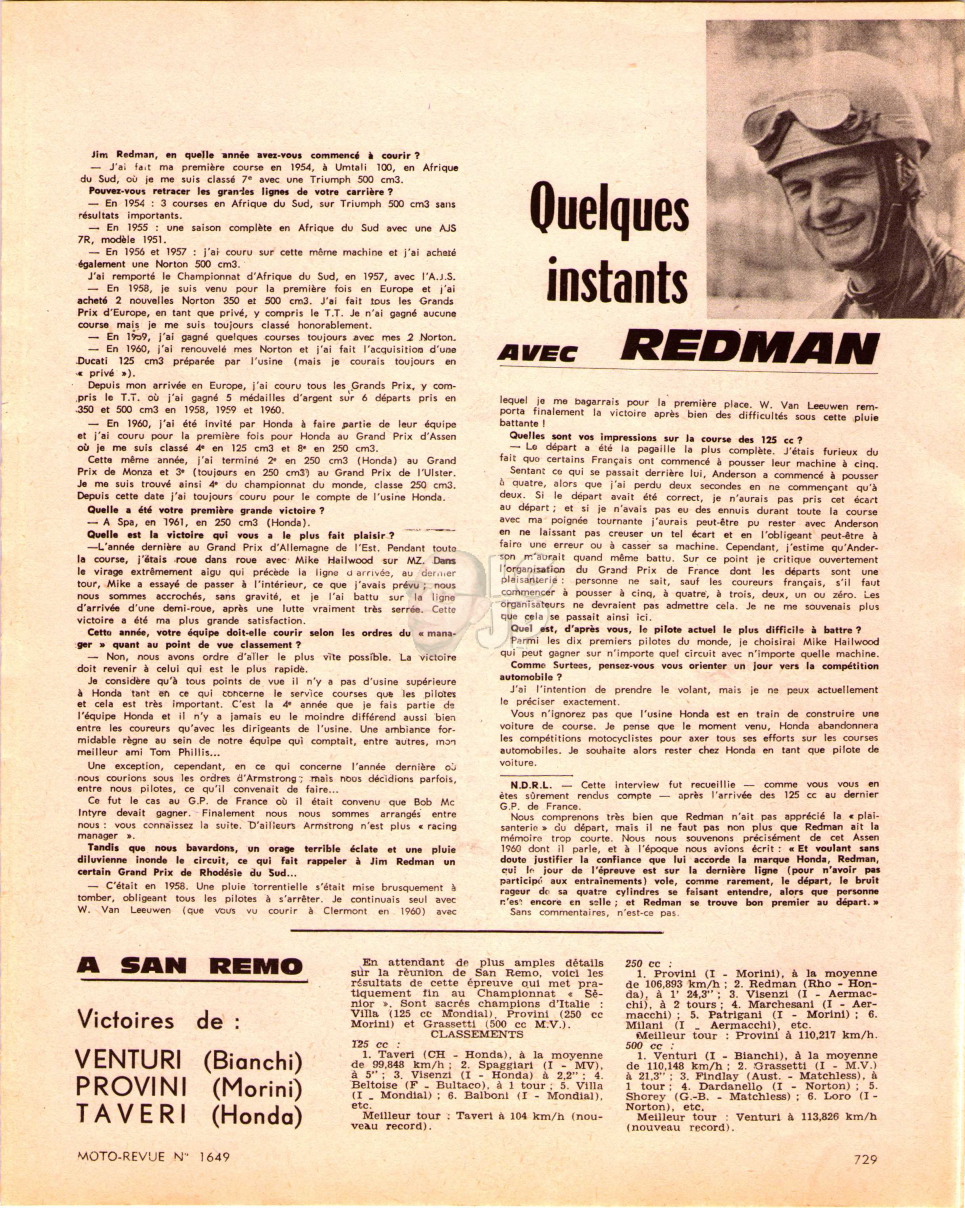 Quelques
instants
AVEC REDMAN
Jim Redman, en quelle année avez-vous commencé à courir ?
— J'ai fait ma première course en 1954, à Umtali 100, en Afrique
du Sud, où je me suis classé 7e avec une Triumph 500 cm3.
Pouvez-vous retracer les grandes lignes de votre carrière ?
— En 1954 : 3 courses en Afrique du Sud, sur Triumph 500 cm3 sans
résultats importants.
— En 1955 : une saison complète en Afrique du Sud avec une AJS
7R, modèle 1951.
— En 1956 et 1957 : j'ai couru sur cette même machine et j'ai acheté
également une Norton 500 cm3.
J'ai remporté le Championnat d'Afrique du Sud, en 1957, avec l'A.J.S.
— En 1958, je suis venu pour la première fois en Europe et j'ai
acheté 2 nouvelles Norton 350 et 500 cm3. J'ai fait tous les Grands
Prix d'Europe, en tant que privé, y compris le T.T. Je n'ai gagné aucune
course mais je me suis toujours classé honorablement.
— En 1959, j'ai gagné quelques courses toujours avec mes 2 Norton.
— En 1960, j'ai renouvelé mes Norton et j'ai fait l'acquisition d'une
Ducati 125 cm3 préparée par l'usine (mais je courais toujours en
« privé »).
Depuis mon arrivée en Europe, j'ai couru tous les Grands Prix, y com-
pris le T.T. où j'ai gagné 5 médailles d'argent sur 6 départs pris en
350 et 500 cm3 en 1958, 1959 et 1960.
— En 1960, j'ai été invité par Honda à faire partie de leur équipe
et j'ai couru pour la première fois pour Honda au Grand Prix d'Assen
où je me suis classé 4e en 125 cm3 et 8e en 250 cm3.
Cette même année, j'ai terminé 2e en 250 cm3 (Honda) au Grand
Prix de Monza et 3e (toujours en 250 cm3) au Grand Prix de l'Ulster.
Je me suis trouvé ainsi 4e du championnat du monde, classe 250 cm3.
Depuis cette date j'ai toujours couru pour le compte de l'usine Honda.
Quelle a été votre première grande victoire ?
— A Spa, en 1961, en 250 cm3 (Honda).
Quelle est la victoire qui vous a le plus fait plaisir ?
—L'année dernière au Grand Prix d'Allemagne de l'Est. Pendant toute
la course, j'étais roue dans roue avec Mike Hailwood sur MZ. Dans
le virage extrêmement aigu qui précède la ligne d'arrivée, au dernier
tour, Mike a essayé de passer à l'intérieur, ce que j'avais prévu ; nous
nous sommes accrochés, sans gravité, et je l'ai battu sur la ligne
d'arrivée d'une demi-roue, après une lutte vraiment très serrée. Cette
victoire a été ma plus grande satisfaction.
Cette année, votre équipe doit-elle courir selon les ordres du « mana-
ger » quant au point de vue classement ?
— Non, nous avons ordre d'aller le plus vite possible. La victoire
doit revenir à celui qui est le plus rapide.
Je considère qu'à tous points de vue il n'y a pas d'usine supérieure
à Honda tant en ce qui concerne le service courses que les pilotes
et cela est très important. C'est la 4e année que je fais partie de
l'équipe Honda et il n'y a jamais eu le moindre différend aussi bien
entre les coureurs qu'avec les dirigeants de l'usine. Une ambiance for-
midable règne au sein de notre équipe qui comptait, entre autres, mon
meilleur ami Tom Phillis...
Une exception, cependant, en ce qui concerne l'année dernière où
nous courions sous les ordres d'Armstrong ; mais nous décidions parfois,
entre nous pilotes, ce qu'il convenait de faire...
Ce fut le cas au G.P. de France où il était convenu que Bob Mc
Intyre devait gagner. Finalement nous nous sommes arrangés entre
nous : vous connaissez la suite. D'ailleurs Armstrong n'est plus « racing
manager ».
Tandis que nous bavardons, un orage terrible éclate et une pluie
diluvienne inonde le circuit, ce qui fait rappeler à Jim Redman un
certain Grand Prix de Rhodésie du Sud...
— C'était en 1958. Une pluie torrentielle s'était mise brusquement à
tomber, obligeant tous les pilotes à s'arrêter. Je continuais seul avec
W. Van Leeuwen (que vous vu courir à Clermont en 1960) avec
lequel je me bagarrais pour la première place. W. Van Leeuwen rem-
porta finalement la victoire après bien des difficultés sous cette pluie
battante !
Quelles sont vos impressions sur la course des 125 cc ?
— Le départ a été la pagaille la plus complète. J'étais furieux du
fait que certains Français ont commencé à pousser leur machine à cinq.
Sentant ce qui se passait derrière lui, Anderson a commencé à pousser
à quatre, alors que j'ai perdu deux secondes en ne commençant qu'à
deux. Si le départ avait été correct, je n'aurais pas pris cet écart
au départ ; et si je n'avais pas eu des ennuis durant toute la course
avec ma poignée tournante j'aurais peut-être pu rester avec Anderson
en ne laissant pas creuser un tel écart et en l'obligeant peut-être à
faire une erreur ou à casser sa machine. Cependant, j'estime qu'Ander-
son m'aurait quand même battu. Sur ce point je critique ouvertement
l'organisation du Grand Prix de France dont les départs sont une
plaisanterie : personne ne sait, sauf les coureurs français, s'il faut
commencer à pousser à cinq, à quatre, à trois, deux, un ou zéro. Les
organisateurs ne devraient pas admettre cela. Je ne me souvenais plus
que cela se passait ainsi ici.
Quel est, d'après vous, le pilote actuel le plus difficile à battre ?
Parmi les dix premiers pilotes du monde, je choisirai Mike Hailwood
qui peut gagner sur n'importe quel circuit avec n'importe quelle machine.
Comme Surtees, pensez-vous vous orienter un jour vers la compétition
automobile ?
J'ai l'intention de prendre le volant, mais je ne peux actuellement
le préciser exactement.
Vous n'ignorez pas que l'usine Honda est en train de construire une
voiture de course. Je pense que le moment venu, Honda abandonnera
les compétitions motocyclistes pour axer tous ses efforts sur les courses
automobiles. Je souhaite alors rester chez Honda en tant que pilote de
voiture.
N.D.R.L. — Cette interview fut recueillie — comme vous vous en
êtes sûrement rendus compte — après l'arrivée des 125 cc au dernier
G.P. de France.
Nous comprenons très bien que Redman n'ait pas apprécié la « plai-
santerie » du départ, mais il ne faut pas non plus que Redman ait la
mémoire trop courte. Nous nous souvenons précisément de cet Assen
1960 dont il parle, et à l'époque nous avions écrit : « Et voulant sans
doute justifier la confiance que lui accorde la marque Honda, Redman,
qui le jour de l'épreuve est sur la dernière ligne (pour n'avoir pas
participé aux entraînements) vole, comme rarement, le départ, le bruit
rageur de sa quatre cylindres se faisant entendre, alors que personne
n'est encore en selle ; et Redman se trouve bon premier au départ. »
Sans commentaires, n'est-ce pas.
A SAN REMO
Victoires de :
VENTURI (Bianchi)
PROVINI (Morini)
TAVERI (Honda)
En attendant de plus amples détails
sur la réunion de San Remo, voici les
résultats de cette épreuve qui met pra-
tiquement fin au Championnat « Sé-
nior ». Sont sacrés champions d'Italie :
Villa (125 cc Mondial), Provini (250 cc
Morini) et Grassetti (500 cc M.V.).
CLASSEMENTS
125 cc :
1. Taveri (CH - Honda), à la moyenne
de 99,848 km/h ; 2. Spaggiari (I - MV),
à 5" ; 3. Visenzi (I - Honda) à 2,2" ; 4.
Beltoise (F - Bultaco), à 1 tour ; 5. Villa
(I - Mondial) ; 6. Balboni (I - Mondial),
etc.
Meilleur tour : Taveri à 104 km/h (nou-
veau record).
250 cc :
1. Provini (I - Morini), à la moyenne
de 106,893 km/h ; 2. Redman (Rho - Hon-
da), à 1' 24,3" ; 3. Visenzi (I - Aermac-
chi), à 2 tours ; 4. Marchesani (I - Aer-
macchi) ; 5. Patrigani (I - Morini) ; 6.
Milani (I - Aermacchi), etc.
Meilleur tour : Provini à 110,217 km/h.
500 cc :
1. Venturi (I - Bianchi), à la moyenne
de 110,148 km/h ; 2. Grassetti (I - M.V.)
à 21,3" ; 3. Findlay (Aust. - Matchless), à
1 tour ; 4. Dardanello (I - Norton) ; 5.
Shorey (G.-B. - Matchless) ; 6. Loro (I -
Norton), etc.
Meilleur tour : Venturi à 113,826 km/h
(nouveau record).
MOTO-REVUE N° 1649
729